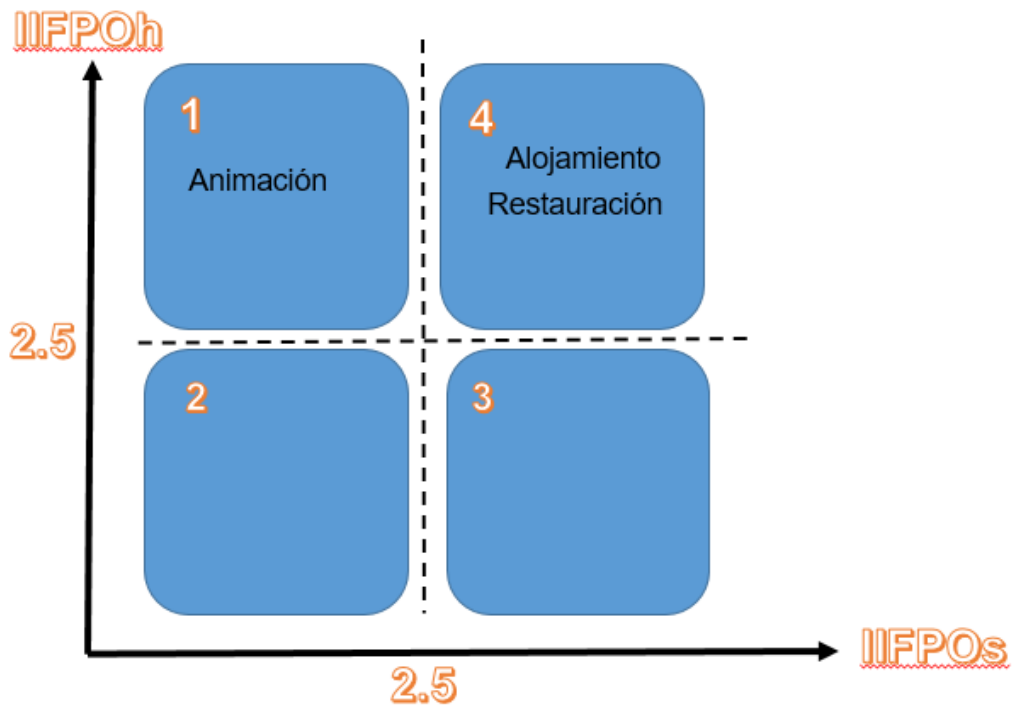 IIFPOh
1
4
Animación
Alojamiento
Restauración
2.5
2
3
IIFPOs
2.5